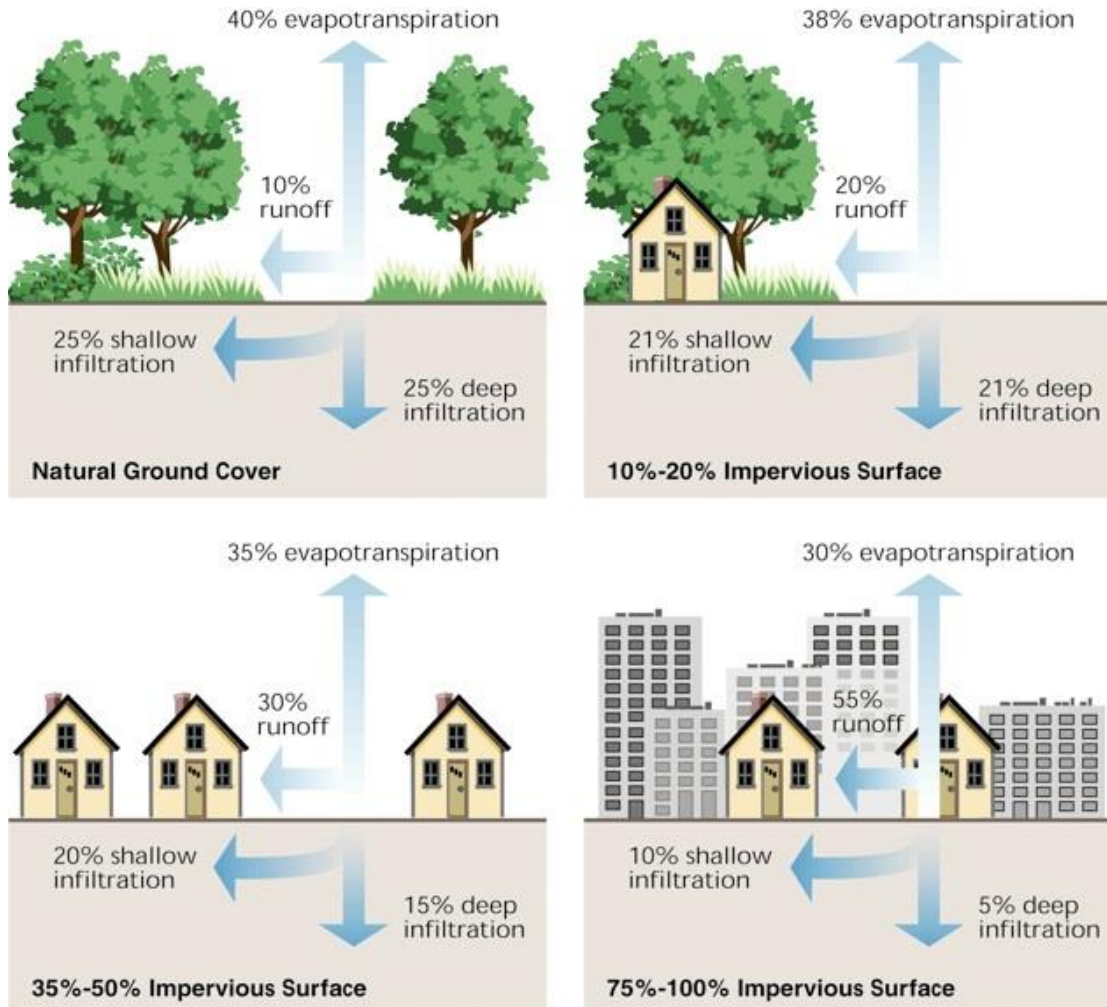 40% evapotranspiration
10%
runoff
25% shallow
infiltration
25% deep
infiltration
Natural Ground Cover
38% evapotranspiration
20%
runoff
21% shallow
infiltration
21% deep
infiltration
10%-20% Impervious Surface
35% evapotranspiration
30%
runoff
20% shallow
infiltration
15% deep
infiltration
35%-50% Impervious Surface
30% evapotranspiration
55%
runoff
10% shallow
infiltration
5% deep
infiltration
75%-100% Impervious Surface